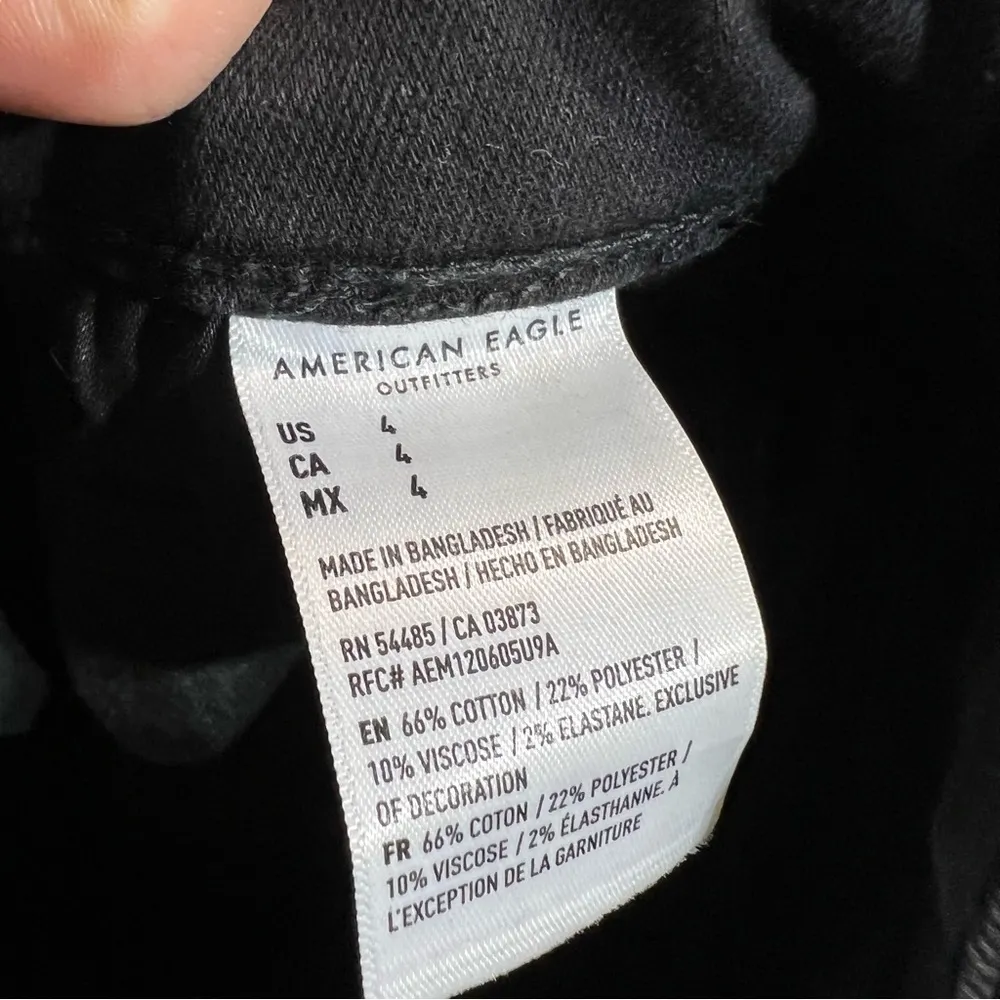 AMERICAN EAGLE
OUTFITTERS
US 4
CA 4
MX 4
MADE IN BANGLADESH / FABRIQUÉ AU
BANGLADESH / HECHO EN BANGLADESH
RN 54485 / CA 03873
RFC# AEM120605U9A
EN 66% COTTON / 22% POLYESTER /
10% VISCOSE / 2% ELASTANE. EXCLUSIVE
OF DECORATION
FR 66% COTON / 22% POLYESTER /
10% VISCOSE / 2% ÉLASTHANNE. À
L'EXCEPTION DE LA GARNITURE